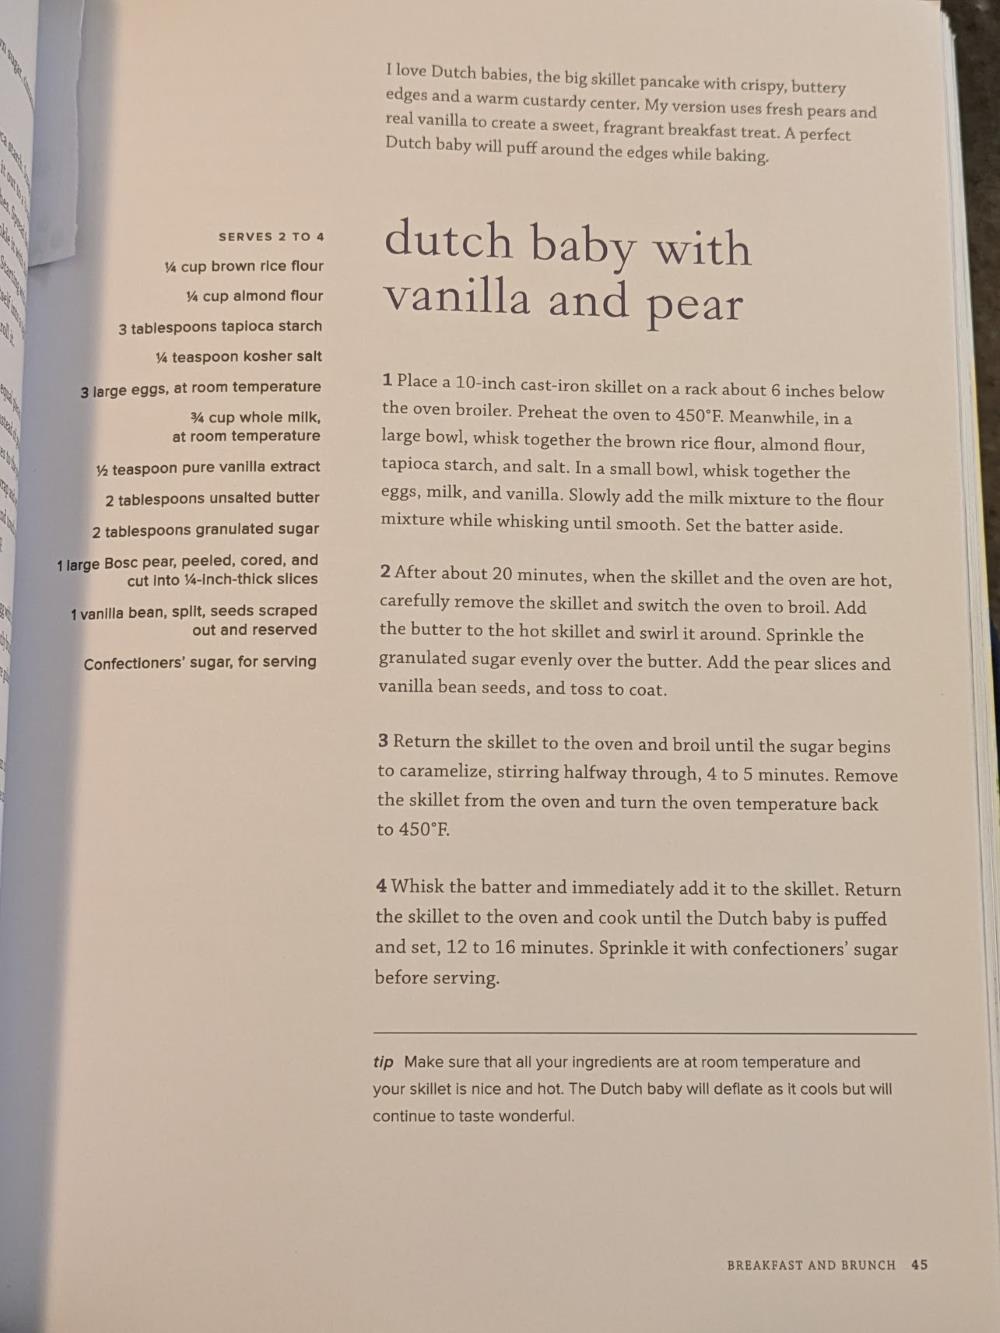 I love Dutch babies, the big skillet pancake with crispy, buttery
edges and a warm custardy center. My version uses fresh pears and
real vanilla to create a sweet, fragrant breakfast treat. A perfect
Dutch baby will puff around the edges while baking.
dutch baby with
vanilla and pear
SERVES 2 TO 4
¼ cup brown rice flour
¼ cup almond flour
3 tablespoons tapioca starch
¼ teaspoon kosher salt
3 large eggs, at room temperature
¾ cup whole milk,
at room temperature
½ teaspoon pure vanilla extract
2 tablespoons unsalted butter
2 tablespoons granulated sugar
1 large Bosc pear, peeled, cored, and
cut into ¼-inch-thick slices
1 vanilla bean, split, seeds scraped
out and reserved
Confectioners' sugar, for serving
1 Place a 10-inch cast-iron skillet on a rack about 6 inches below
the oven broiler. Preheat the oven to 450°F. Meanwhile, in a
large bowl, whisk together the brown rice flour, almond flour,
tapioca starch, and salt. In a small bowl, whisk together the
eggs, milk, and vanilla. Slowly add the milk mixture to the flour
mixture while whisking until smooth. Set the batter aside.
2 After about 20 minutes, when the skillet and the oven are hot,
carefully remove the skillet and switch the oven to broil. Add
the butter to the hot skillet and swirl it around. Sprinkle the
granulated sugar evenly over the butter. Add the pear slices and
vanilla bean seeds, and toss to coat.
3 Return the skillet to the oven and broil until the sugar begins
to caramelize, stirring halfway through, 4 to 5 minutes. Remove
the skillet from the oven and turn the oven temperature back
to 450°F.
4 Whisk the batter and immediately add it to the skillet. Return
the skillet to the oven and cook until the Dutch baby is puffed
and set, 12 to 16 minutes. Sprinkle it with confectioners' sugar
before serving.
tip Make sure that all your ingredients are at room temperature and
your skillet is nice and hot. The Dutch baby will deflate as it cools but will
continue to taste wonderful.
BREAKFAST AND BRUNCH 45